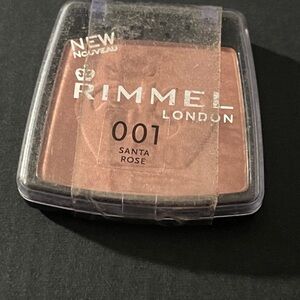 NEW
NOUVEAU
RIMMEL
LONDON
001
SANTA
ROSE